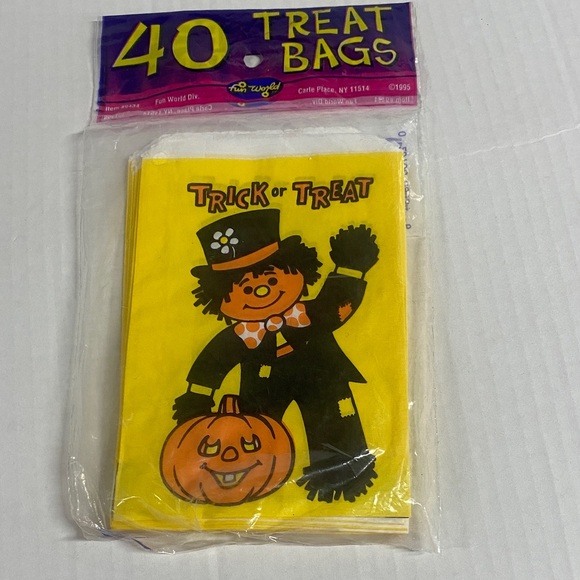 40 TREAT
BAGS
Fun World
Fun World Div.
Carle Place, NY 11514
©1995
TRICK or TREAT